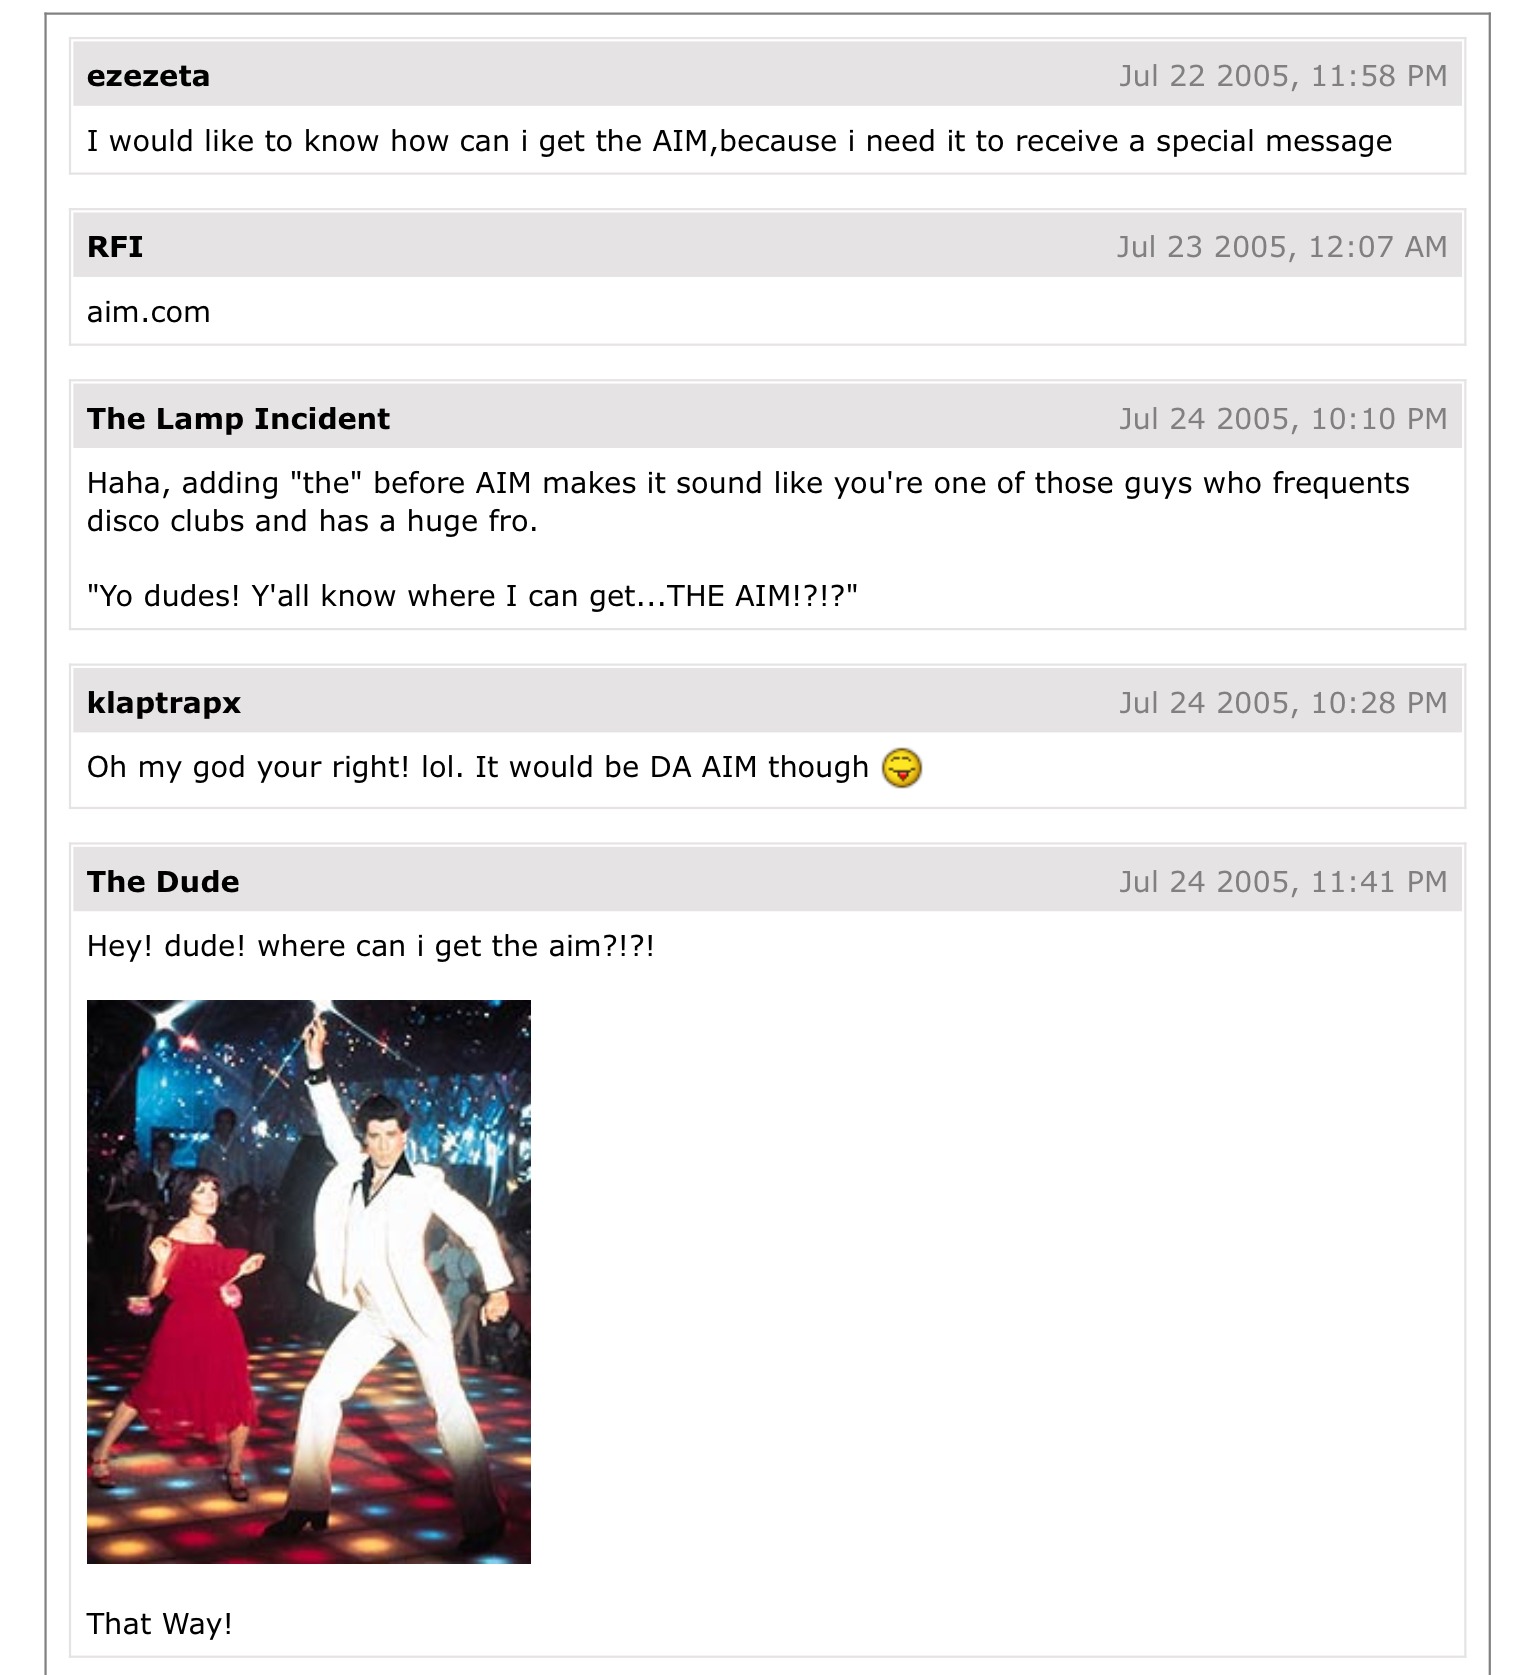 ezezeta
Jul 22 2005, 11:58 PM
I would like to know how can i get the AIM,because i need it to receive a special message
RFI
Jul 23 2005, 12:07 AM
aim.com
The Lamp Incident
Jul 24 2005, 10:10 PM
Haha, adding "the" before AIM makes it sound like you're one of those guys who frequents
disco clubs and has a huge fro.
"Yo dudes! Y'all know where I can get...THE AIM!?!?"
klaptrapx
Jul 24 2005, 10:28 PM
Oh my god your right! lol. It would be DA AIM though
The Dude
Jul 24 2005, 11:41 PM
Hey! dude! where can i get the aim?!?!
That Way!